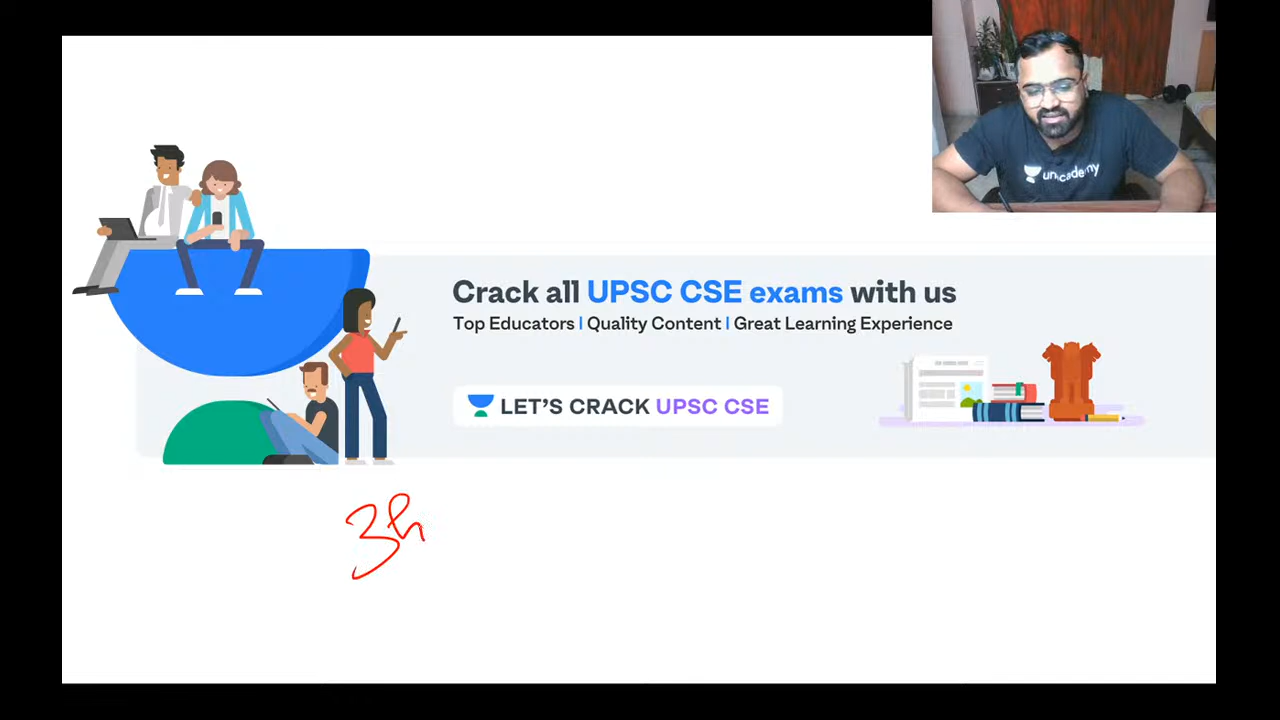 unacademy
Crack all UPSC CSE exams with us
Top Educators | Quality Content | Great Learning Experience
LET'S CRACK UPSC CSE
3h